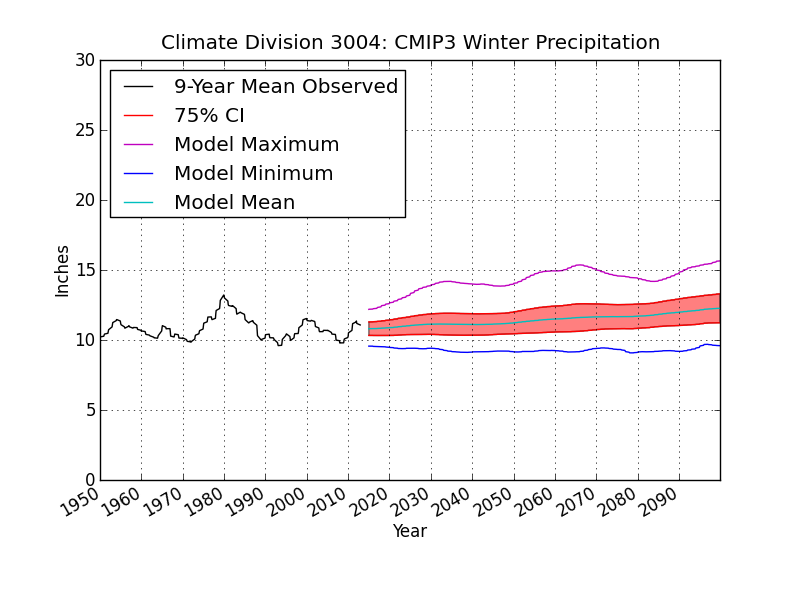 Climate Division 3004: CMIP3 Winter Precipitation
30
25
20
15
10
5
0
Inches
9-Year Mean Observed
75% CI
Model Maximum
Model Minimum
Model Mean
1950 1960 1970 1980 1990 2000 2010 2020 2030 2040 2050 2060 2070 2080 2090
Year